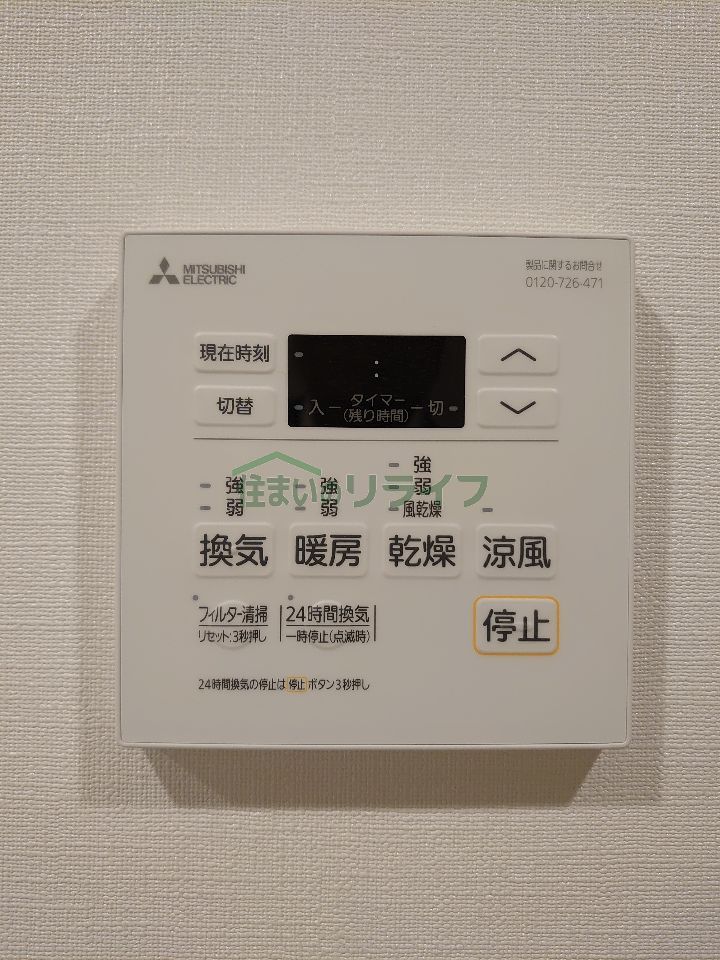 MITSUBISHI
ELECTRIC
製品に関するお問合せ
0120-726-471
現在時刻
:
切替
入 タイマー 切
(残り時間)
強
強 強 弱
弱 弱 風乾燥
住まいのリライフ
換気 暖房 乾燥 涼風
フィルター清掃 24時間換気
リセット:3秒押し 一時停止(点滅時)
停止
24時間換気の停止は 停止 ボタン3秒押し